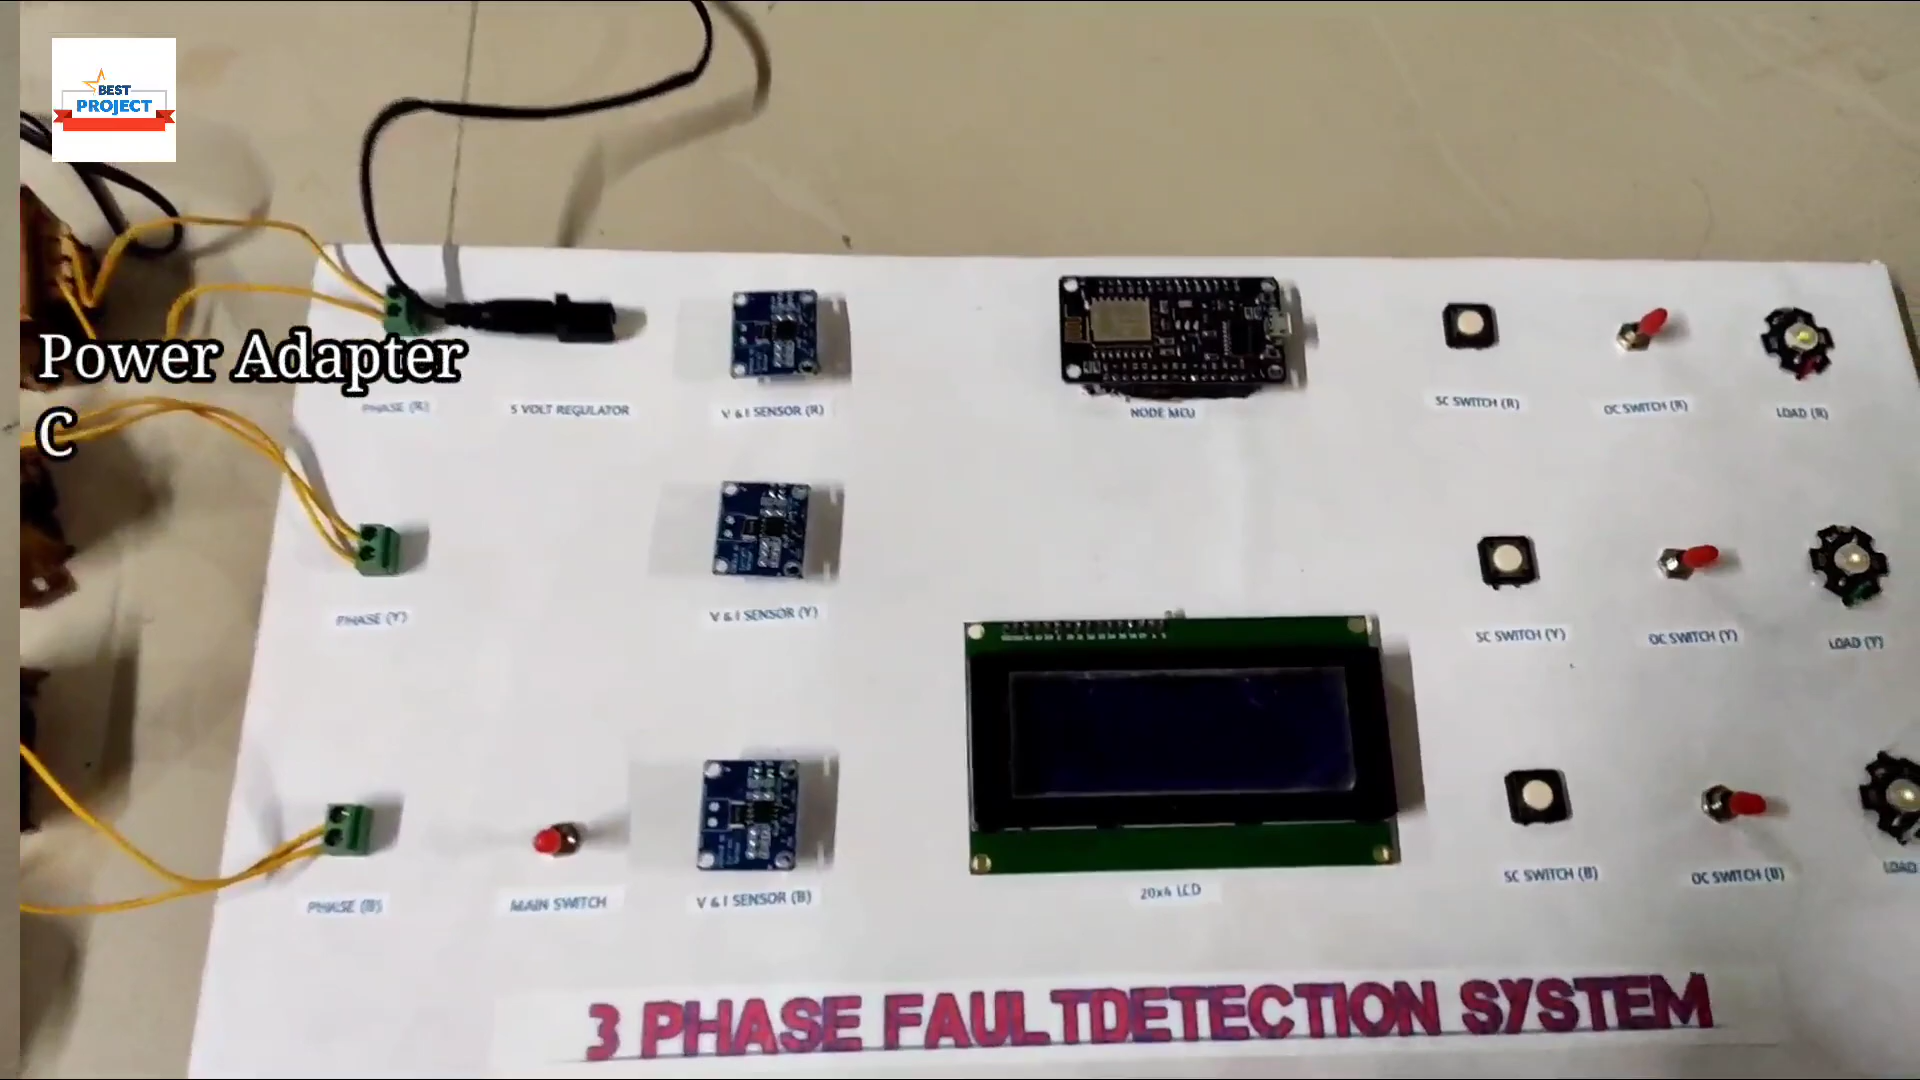 BEST
PROJECT
Power Adapter
C
PHASE (R)
5 VOLT REGULATOR
V & I SENSOR (R)
NODE MCU
SC SWITCH (R)
OC SWITCH (R)
LOAD (R)
PHASE (Y)
V & I SENSOR (Y)
SC SWITCH (Y)
OC SWITCH (Y)
LOAD (Y)
PHASE (B)
MAIN SWITCH
V & I SENSOR (B)
20x4 LCD
SC SWITCH (B)
OC SWITCH (B)
LOAD
3 PHASE FAULTDETECTION SYSTEM